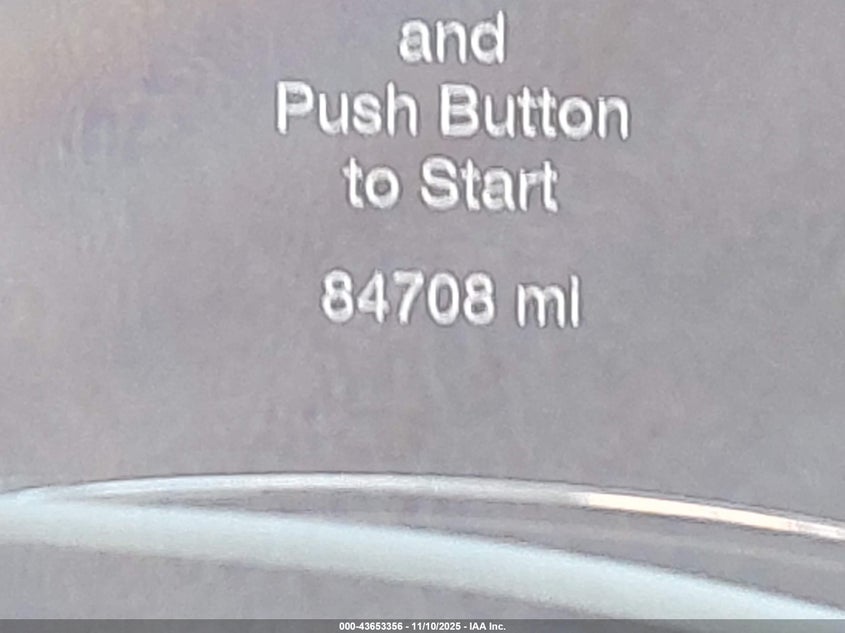 and
Push Button
to Start
84708 mi
000-43653356 - 11/10/2025 - IAA Inc.